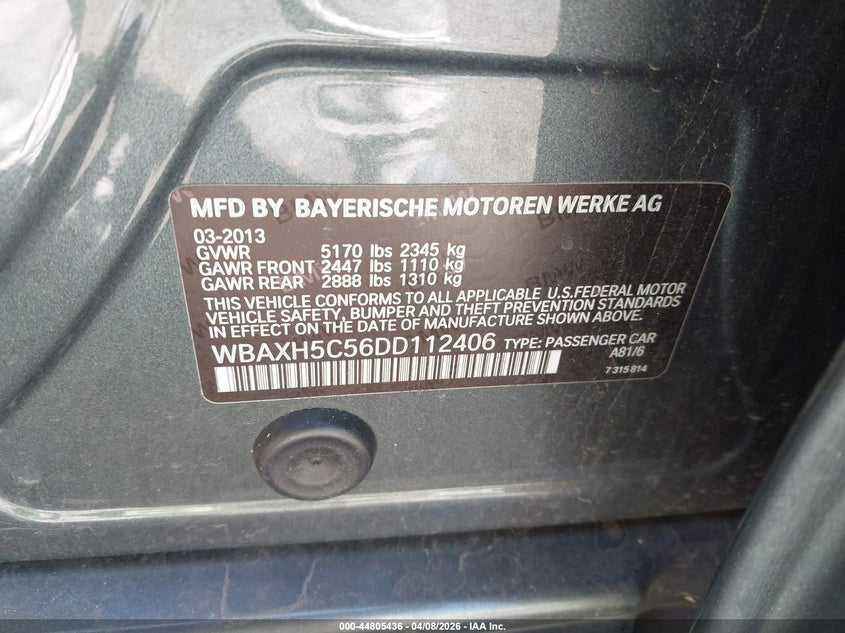 MFD BY BAYERISCHE MOTOREN WERKE AG
03-2013
GVWR 5170 lbs 2345 kg
GAWR FRONT 2447 lbs 1110 kg
GAWR REAR 2888 lbs 1310 kg
THIS VEHICLE CONFORMS TO ALL APPLICABLE U.S.FEDERAL MOTOR
VEHICLE SAFETY, BUMPER AND THEFT PREVENTION STANDARDS
IN EFFECT ON THE DATE OF MANUFACTURE SHOWN ABOVE.
WBAXH5C56DD112406 TYPE: PASSENGER CAR
A81/6
7 315 814
000-44805436 - 04/08/2026 - IAA Inc.